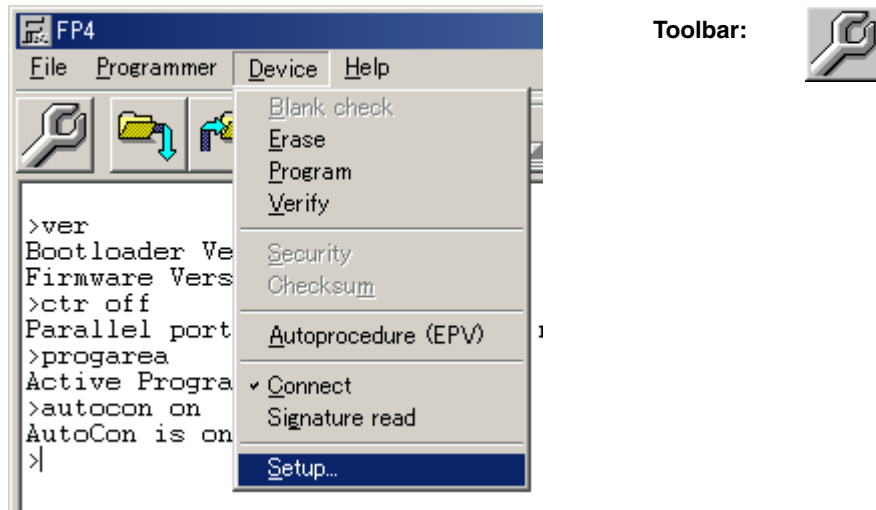 FP4
Toolbar:
File Programmer Device Help
Blank check
Erase
Program
Verify
Security
Checksum
Autoprocedure (EPV)
Connect
Signature read
Setup...
>ver
Bootloader Ve
Firmware Vers
>ctr off
Parallel port
>progarea
Active Progra
>autocon on
AutoCon is on
>